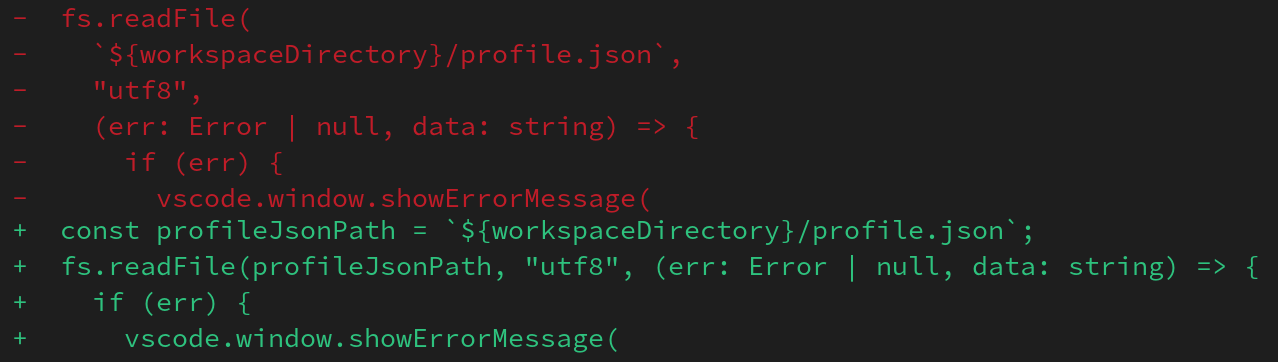 -  fs.readFile(
-    `${workspaceDirectory}/profile.json`,
-    "utf8",
-    (err: Error | null, data: string) => {
-      if (err) {
-        vscode.window.showErrorMessage(
+  const profileJsonPath = `${workspaceDirectory}/profile.json`;
+  fs.readFile(profileJsonPath, "utf8", (err: Error | null, data: string) => {
+    if (err) {
+      vscode.window.showErrorMessage(